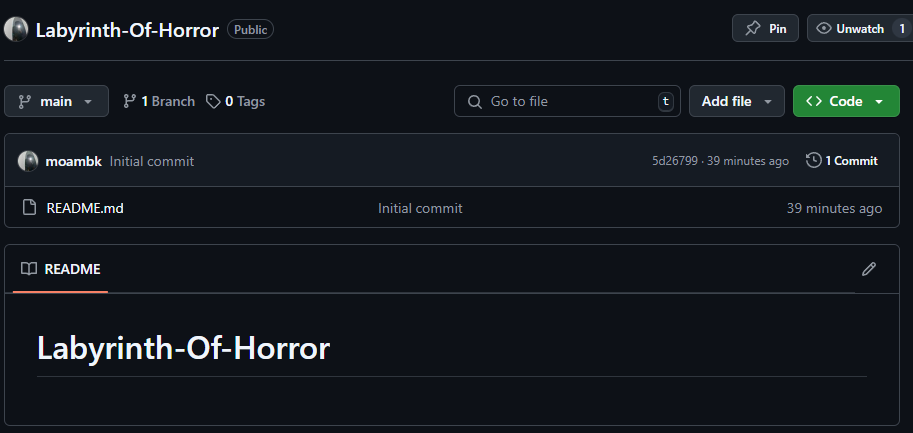 Labyrinth-Of-Horror Public Pin Unwatch 1
main 1 Branch 0 Tags Go to file t Add file Code
moambk Initial commit 5d26799 · 39 minutes ago 1 Commit
README.md Initial commit 39 minutes ago
README
Labyrinth-Of-Horror